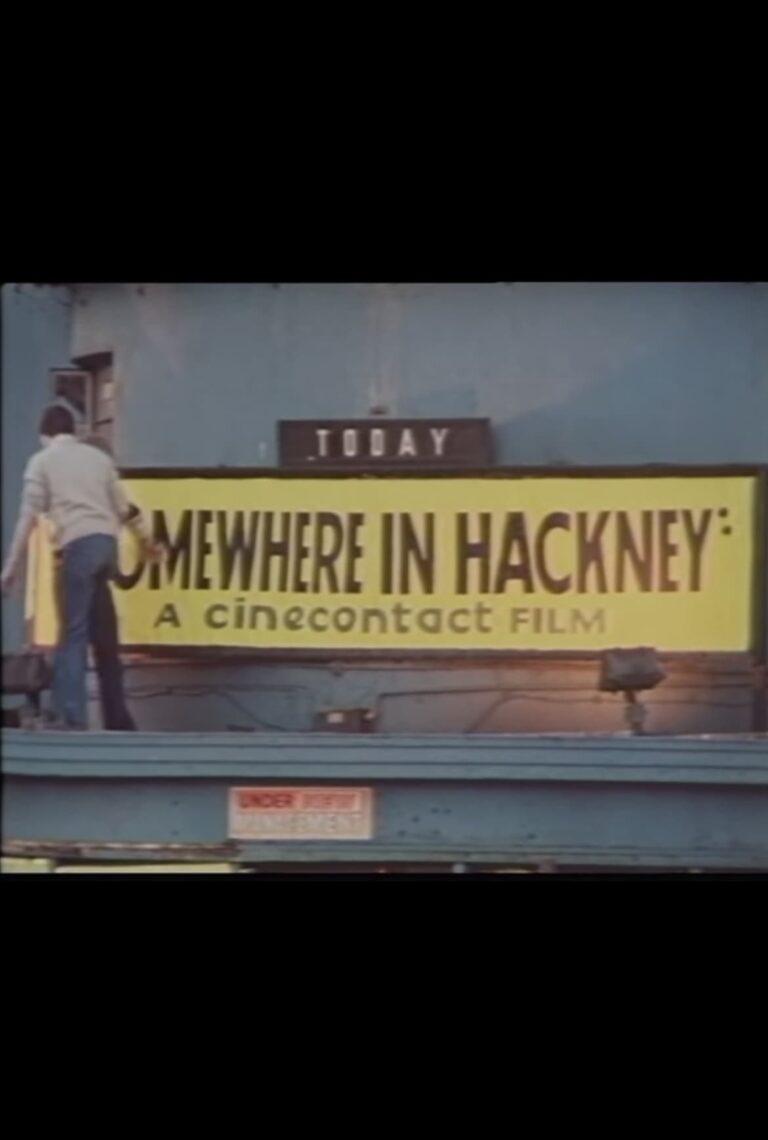 TODAY
OMEWHERE IN HACKNEY:
A cinecontact FILM
UNDER
MANAGEMENT